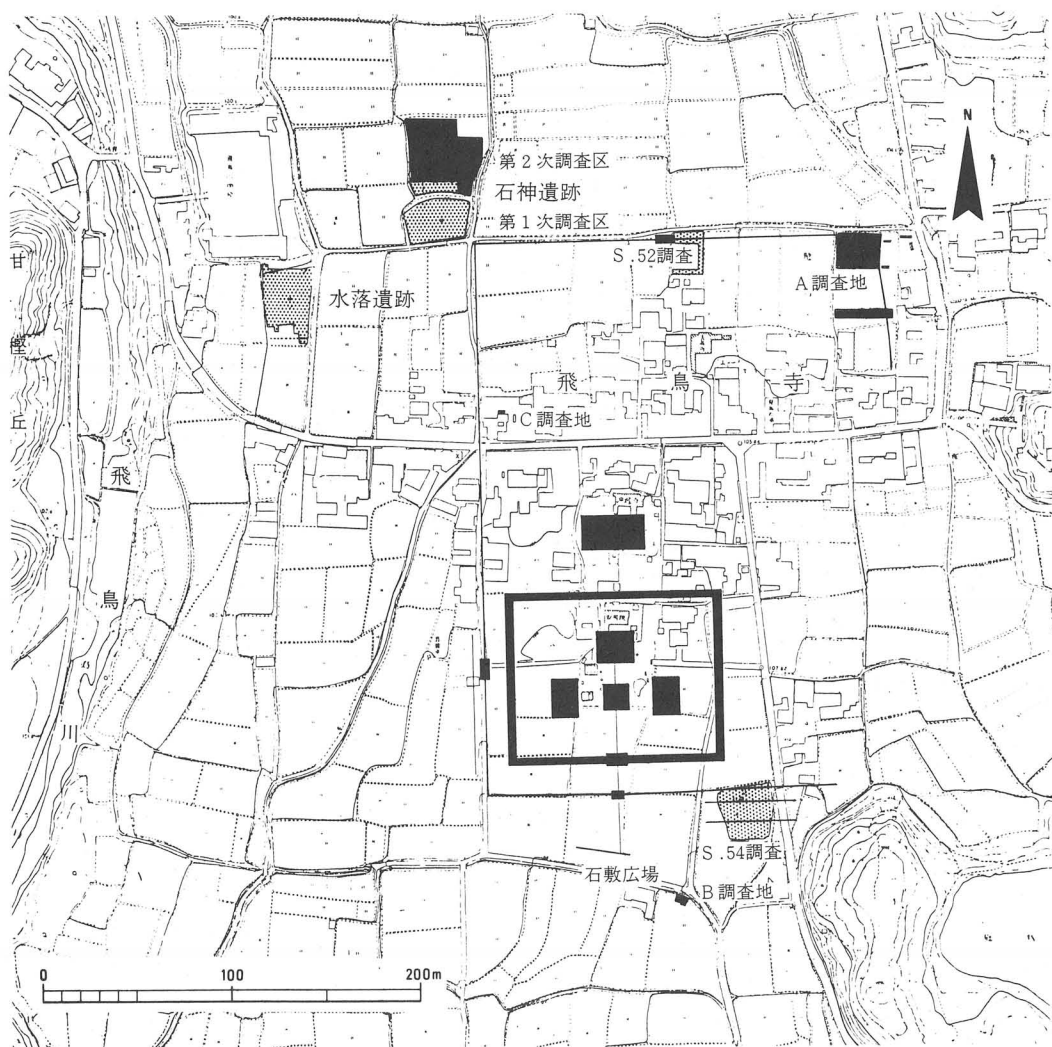 N
第2次調査区
石神遺跡
第1次調査区
S.52調査
A調査地
水落遺跡
甘
樫
丘
飛鳥寺
C調査地
飛
鳥
川
S.54調査
石敷広場
B調査地
0 100 200m